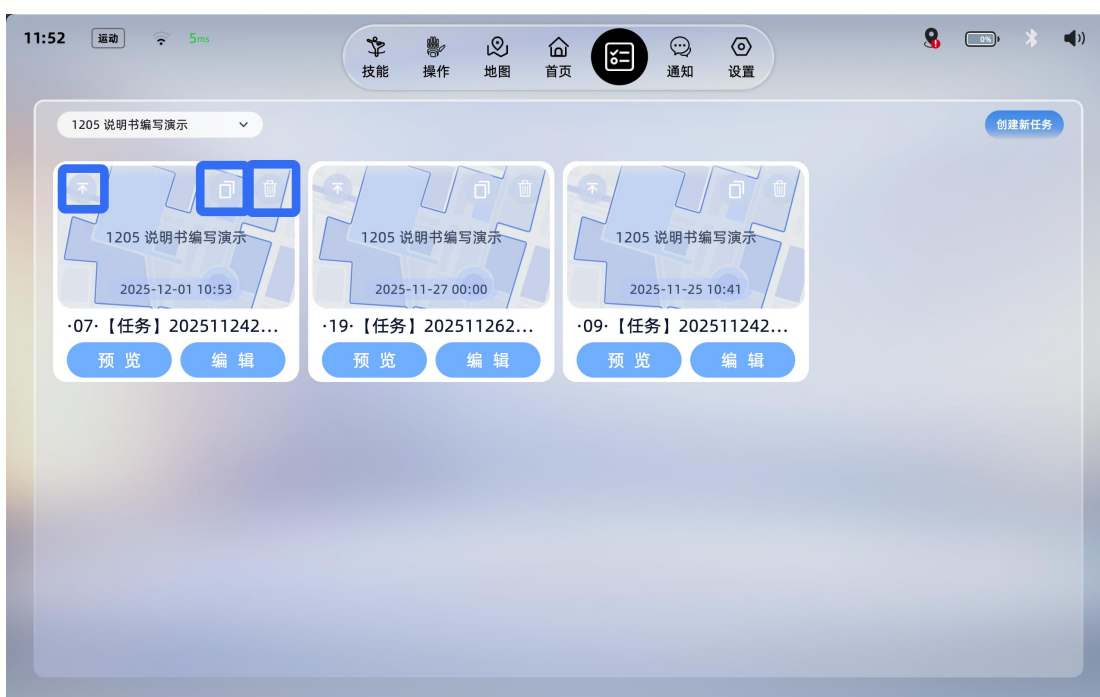 11:52 运动 5ms
技能 操作 地图 首页 通知 设置
0%
1205 说明书编写演示
创建新任务
1205 说明书编写演示
2025-12-01 10:53
·07·【任务】202511242...
预 览 编 辑
1205 说明书编写演示
2025-11-27 00:00
·19·【任务】202511262...
预 览 编 辑
1205 说明书编写演示
2025-11-25 10:41
·09·【任务】202511242...
预 览 编 辑